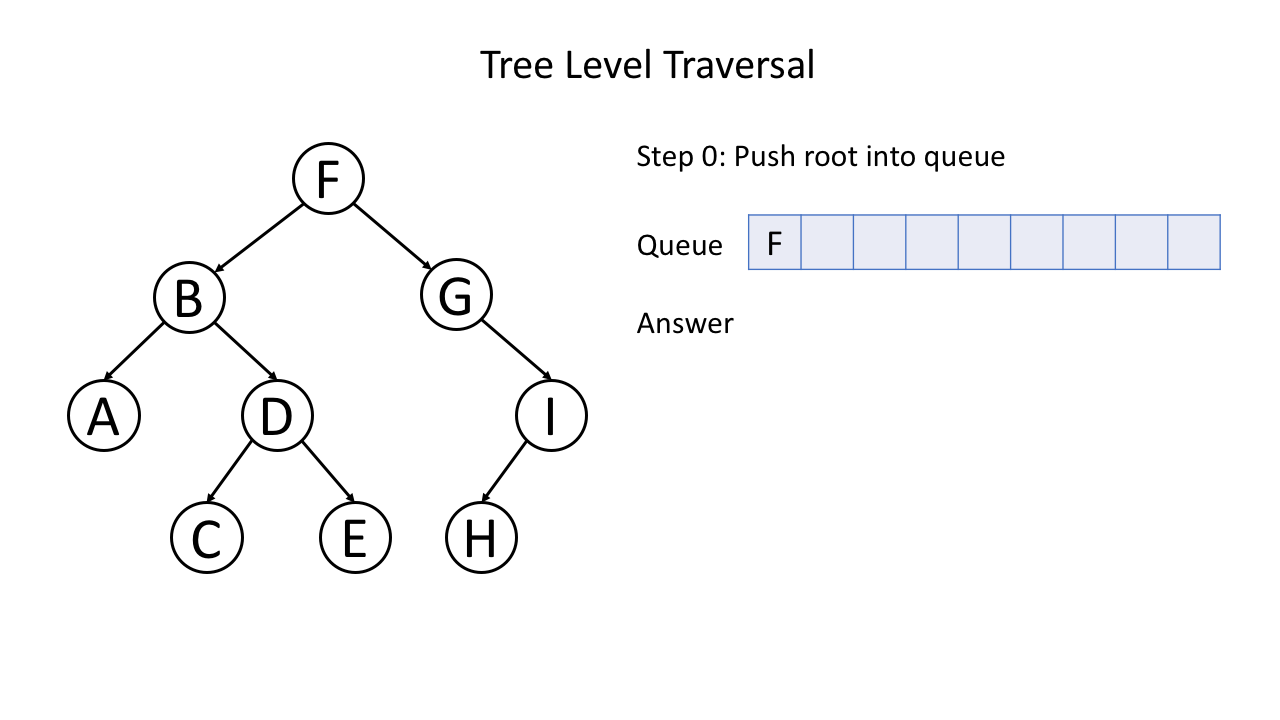 Tree Level Traversal
Step 0: Push root into queue
Queue F
Answer
F
B G
A D I
C E H